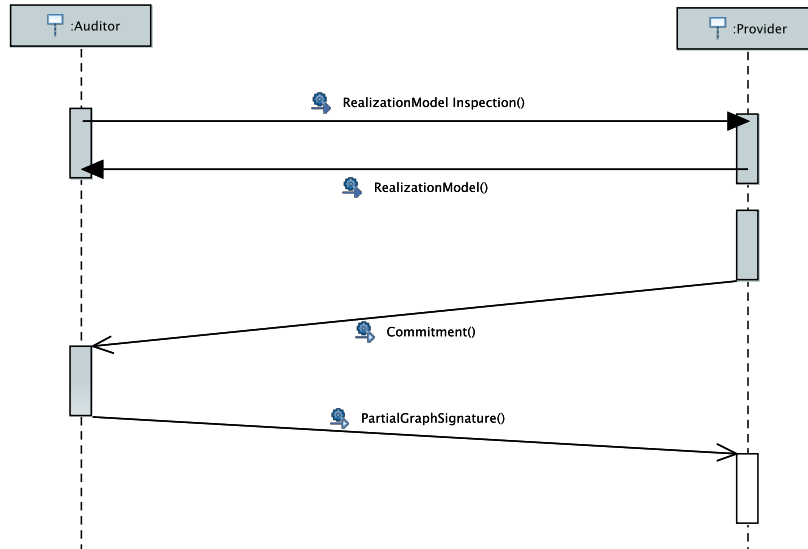 :Auditor
:Provider
RealizationModel Inspection()
RealizationModel()
Commitment()
PartialGraphSignature()